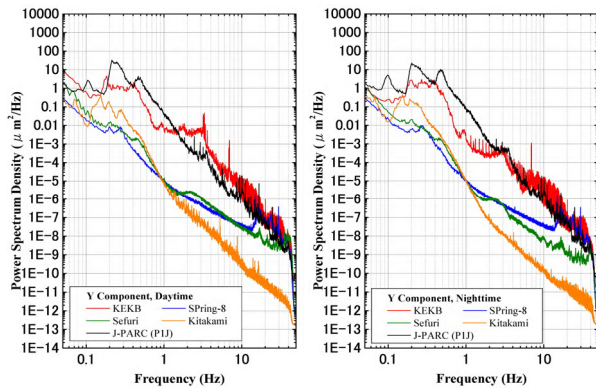 10000
1000
100
10
1
0.1
0.01
1E-3
1E-4
1E-5
1E-6
1E-7
1E-8
1E-9
1E-10
1E-11
1E-12
1E-13
1E-14
Power Spectrum Density (μ m²/Hz)
Y Component, Daytime
KEKB SPring-8
Sefuri Kitakami
J-PARC (P1J)
0.1 1 10
Frequency (Hz)
10000
1000
100
10
1
0.1
0.01
1E-3
1E-4
1E-5
1E-6
1E-7
1E-8
1E-9
1E-10
1E-11
1E-12
1E-13
1E-14
Power Spectrum Density (μ m²/Hz)
Y Component, Nighttime
KEKB SPring-8
Sefuri Kitakami
J-PARC (P1J)
0.1 1 10
Frequency (Hz)